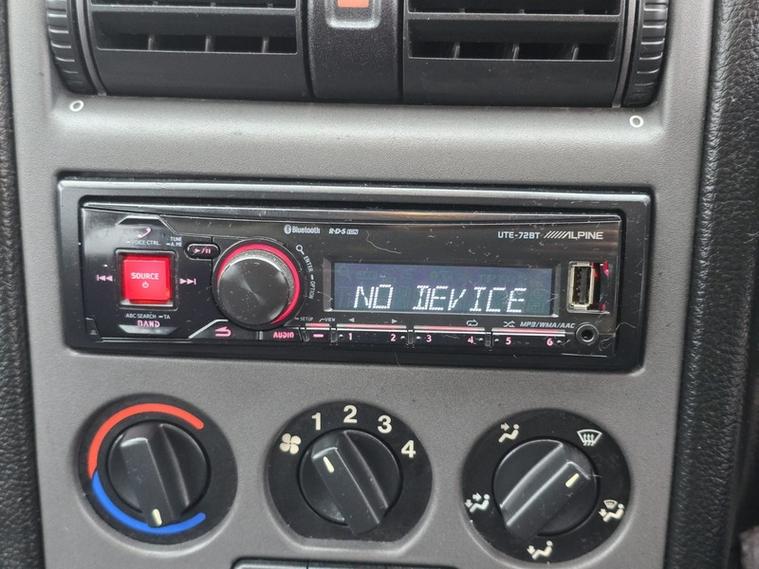 Bluetooth R·D·S
UTE-72BT ALPINE
VOICE CTRL
TUNE
A.ME
ENTER
OPTION
SOURCE
NO DEVICE
ABC SEARCH TA
BAND
AUDIO
SETUP VIEW
MP3/WMA/AAC
1 2 3 4 5 6
1 2 3 4